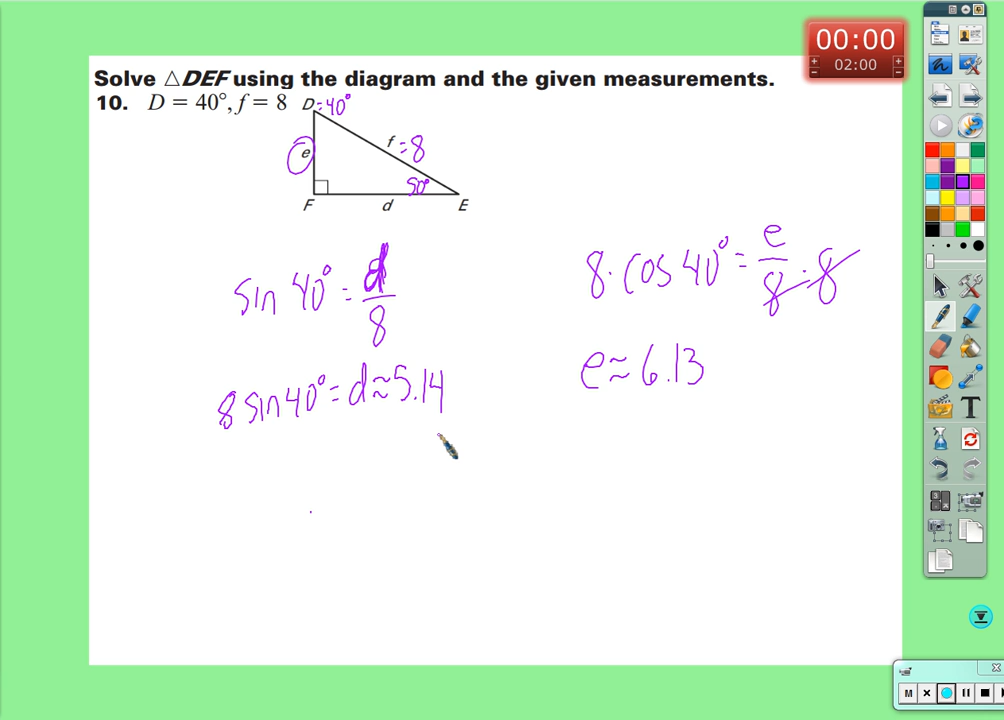 00:00
02:00
Solve △DEF using the diagram and the given measurements.
10. D = 40°, f = 8
D=40°
e
f=8
50°
F
d
E
sin 40° = d/8
8 sin 40° = d ≈ 5.14
8 · cos 40° = e/8 · 8
e ≈ 6.13
T
M